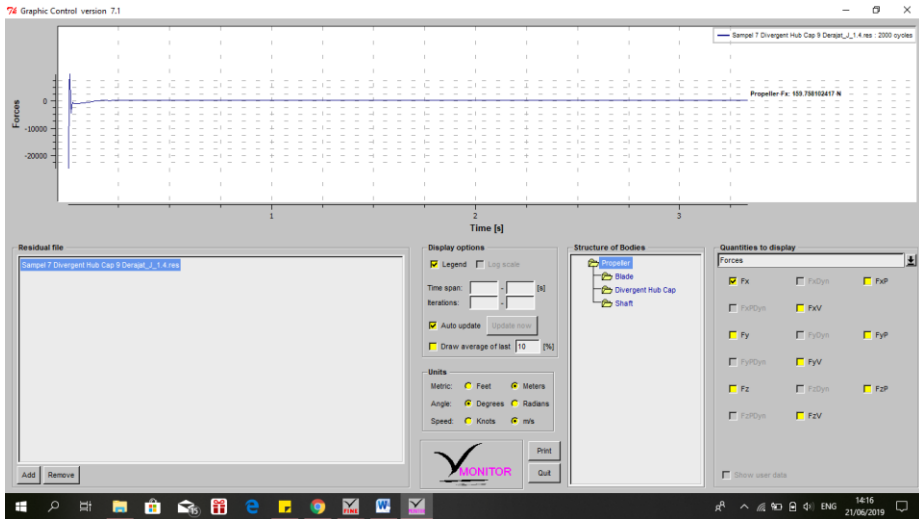 Graphic Control version 7.1
Sampel 7 Divergent Hub Cap 9 Derajat_J_1.4.res : 2000 cycles
Propeller Fx: 159.758102417 N
Forces
0
-10000
-20000
1
2
3
Time [s]
Residual file
Sampel 7 Divergent Hub Cap 9 Derajat_J_1.4.res
Add
Remove
Display options
Legend
Log scale
Time span:
-
[s]
Iterations:
-
Auto update
Update now
Draw average of last
10
[%]
Units
Metric:
Feet
Meters
Angle:
Degrees
Radians
Speed:
Knots
m/s
MONITOR
Print
Quit
Structure of Bodies
Propeller
Blade
Divergent Hub Cap
Shaft
Quantities to display
Forces
Fx
FxDyn
FxP
FxPDyn
FxV
Fy
FyDyn
FyP
FyPDyn
FyV
Fz
FzDyn
FzP
FzPDyn
FzV
Show user data
ENG
14:16
21/06/2019